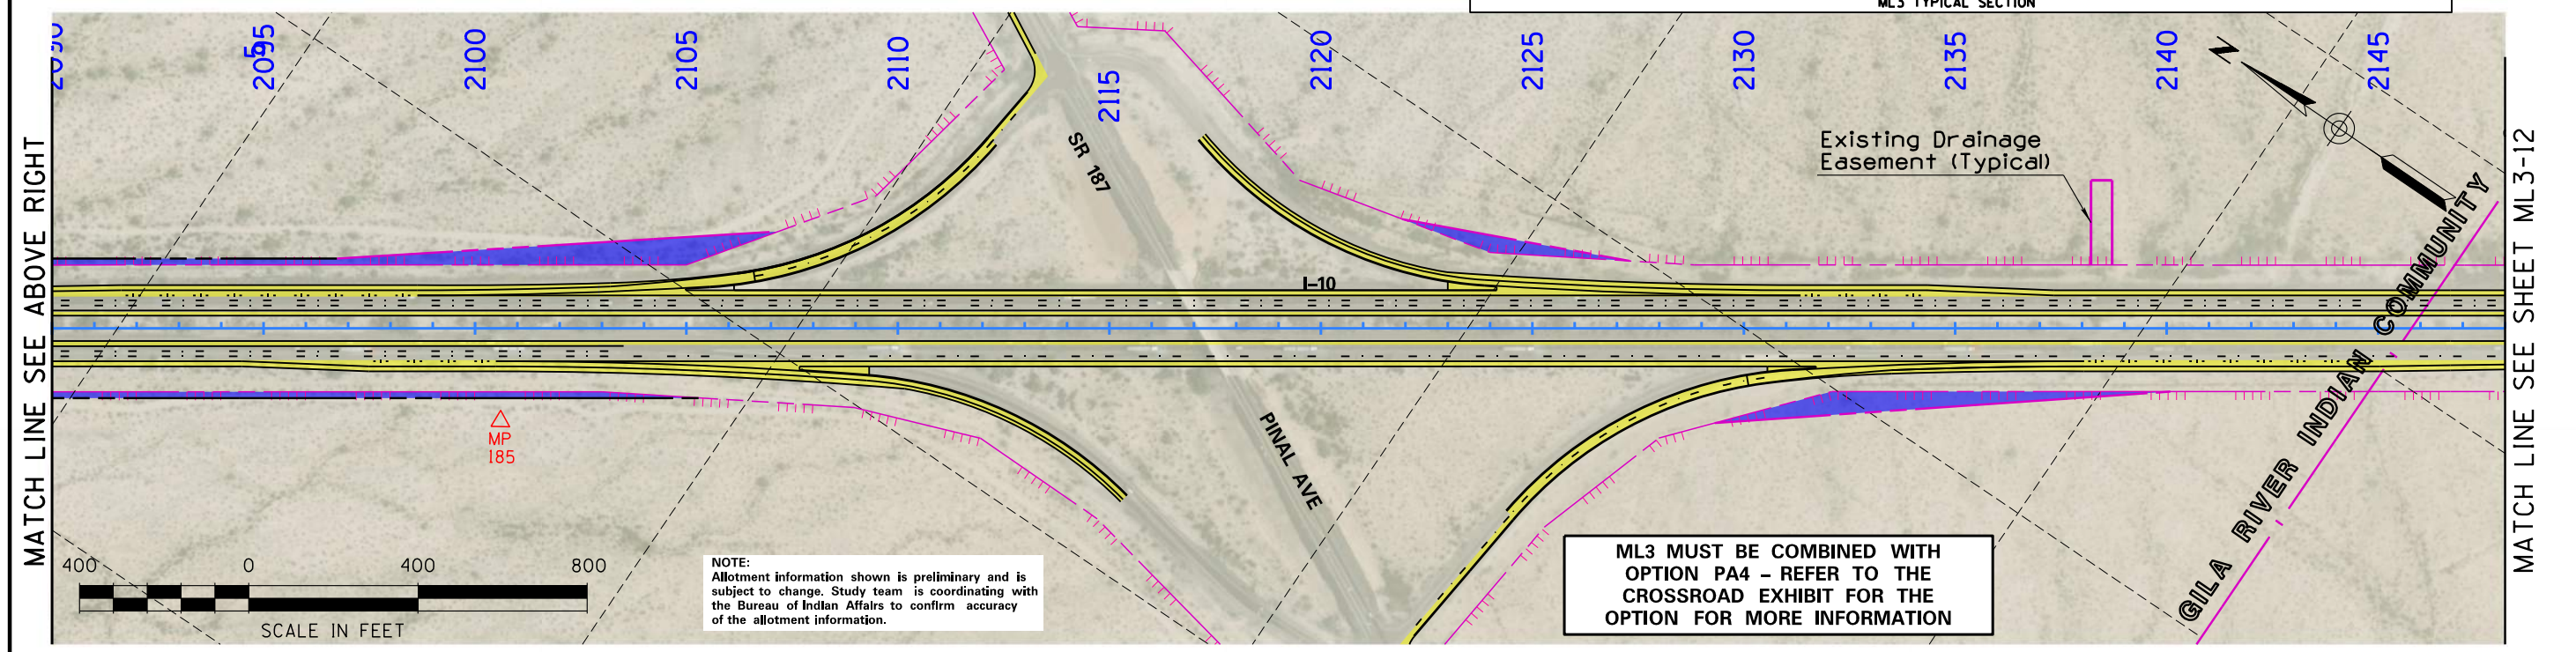 ML3 TYPICAL SECTION
2095
2100
2105
2110
2115
2120
2125
2130
2135
2140
2145
N
MATCH LINE SEE ABOVE RIGHT
MATCH LINE SEE SHEET ML3-12
SR 187
Existing Drainage
Easement (Typical)
I-10
PINAL AVE
GILA RIVER INDIAN COMMUNITY
MP
185
400 0 400 800
SCALE IN FEET
NOTE:
Allotment information shown is preliminary and is
subject to change. Study team is coordinating with
the Bureau of Indian Affairs to confirm accuracy
of the allotment information.
ML3 MUST BE COMBINED WITH
OPTION PA4 – REFER TO THE
CROSSROAD EXHIBIT FOR THE
OPTION FOR MORE INFORMATION